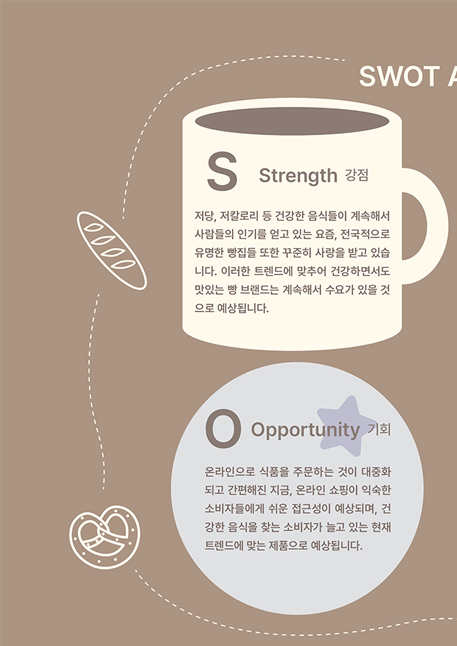 SWOT A
S Strength 강점
저당, 저칼로리 등 건강한 음식들이 계속해서
사람들의 인기를 얻고 있는 요즘, 전국적으로
유명한 빵집들 또한 꾸준히 사랑을 받고 있습
니다. 이러한 트렌드에 맞추어 건강하면서도
맛있는 빵 브랜드는 계속해서 수요가 있을 것
으로 예상됩니다.
O Opportunity 기회
온라인으로 식품을 주문하는 것이 대중화
되고 간편해진 지금, 온라인 쇼핑이 익숙한
소비자들에게 쉬운 접근성이 예상되며, 건
강한 음식을 찾는 소비자가 늘고 있는 현재
트렌드에 맞는 제품으로 예상됩니다.